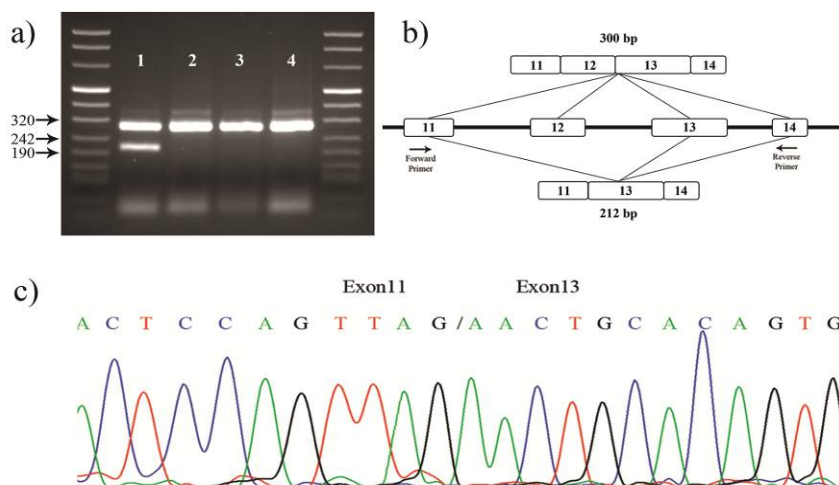 a)
1 2 3 4
320
242
190
b)
300 bp
11 12 13 14
11 12 13 14
Forward
Primer
Reverse
Primer
11 13 14
212 bp
c)
Exon11 Exon13
A C T C C A G T T A G / A A C T G C A C A G T G